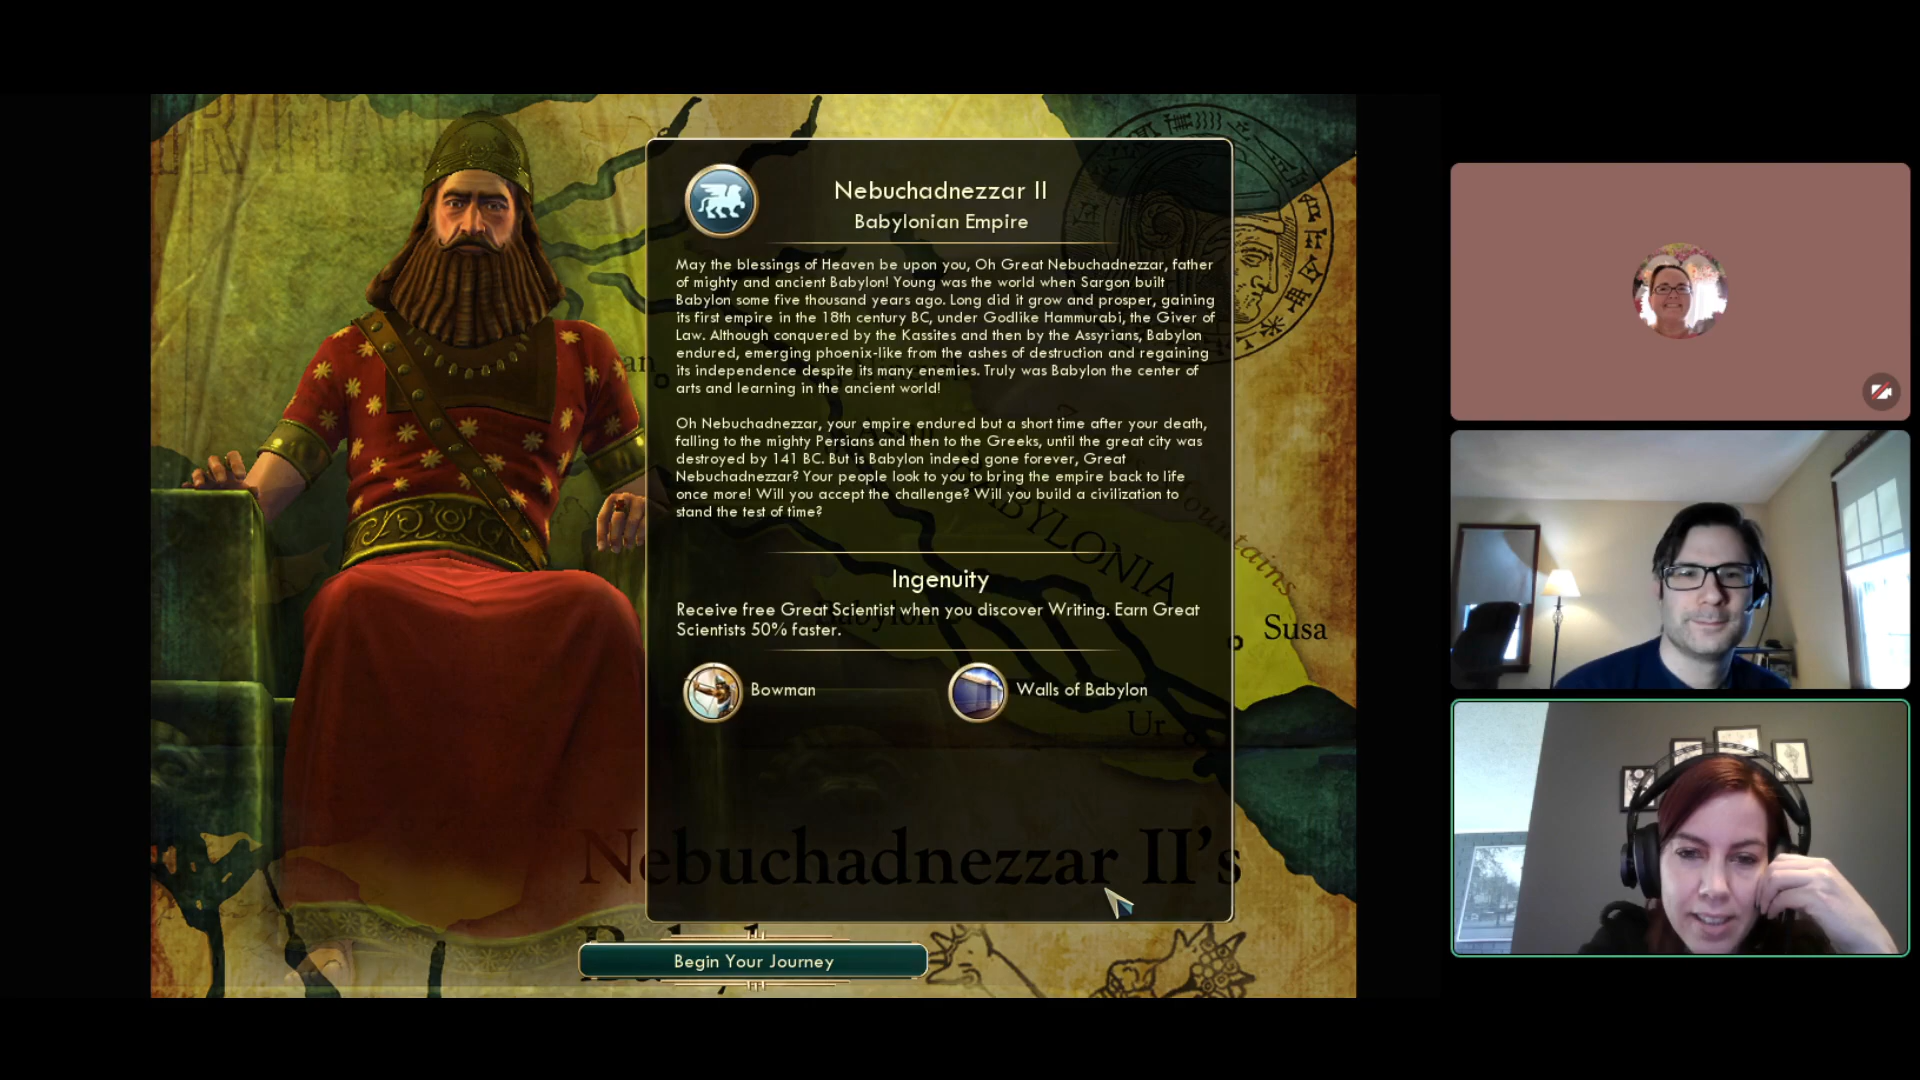 Nebuchadnezzar II
Babylonian Empire
May the blessings of Heaven be upon you, Oh Great Nebuchadnezzar, father
of mighty and ancient Babylon! Young was the world when Sargon built
Babylon some five thousand years ago. Long did it grow and prosper, gaining
its first empire in the 18th century BC, under Godlike Hammurabi, the Giver of
Law. Although conquered by the Kassites and then by the Assyrians, Babylon
endured, emerging phoenix-like from the ashes of destruction and regaining
its independence despite its many enemies. Truly was Babylon the center of
arts and learning in the ancient world!
Oh Nebuchadnezzar, your empire endured but a short time after your death,
falling to the mighty Persians and then to the Greeks, until the great city was
destroyed by 141 BC. But is Babylon indeed gone forever, Great
Nebuchadnezzar? Your people look to you to bring the empire back to life
once more! Will you accept the challenge? Will you build a civilization to
stand the test of time?
BABYLONIA
Mountains
Ingenuity
Receive free Great Scientist when you discover Writing. Earn Great
Scientists 50% faster.
Babylon
Susa
Bowman
Walls of Babylon
Ur
Nebuchadnezzar II's
Begin Your Journey